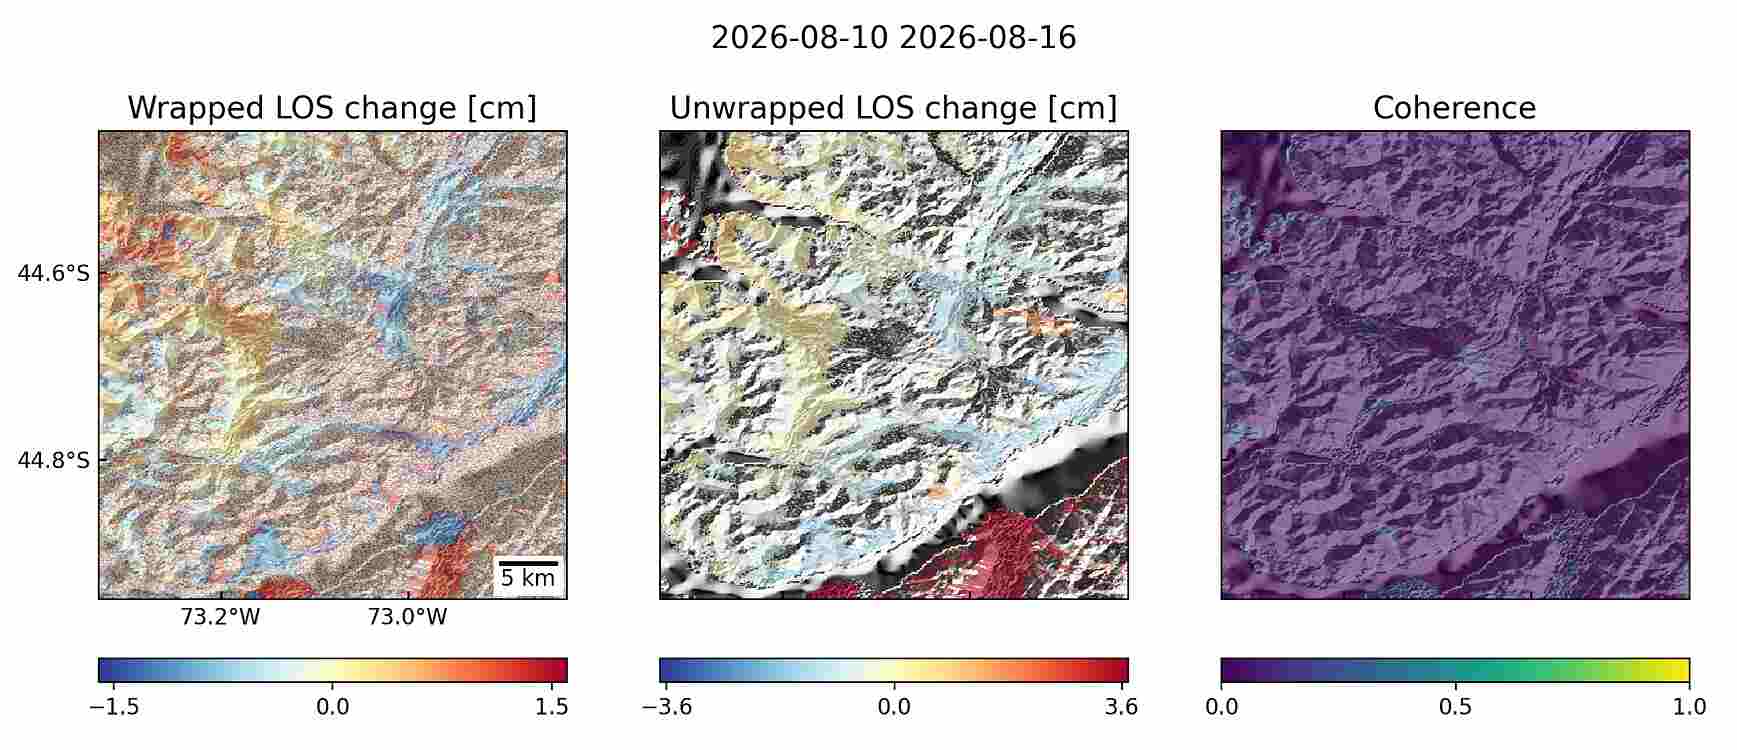 2026-08-10 2026-08-16
Wrapped LOS change [cm]
Unwrapped LOS change [cm]
Coherence
44.6°S
44.8°S
5 km
73.2°W
73.0°W
−1.5
0.0
1.5
−3.6
0.0
3.6
0.0
0.5
1.0